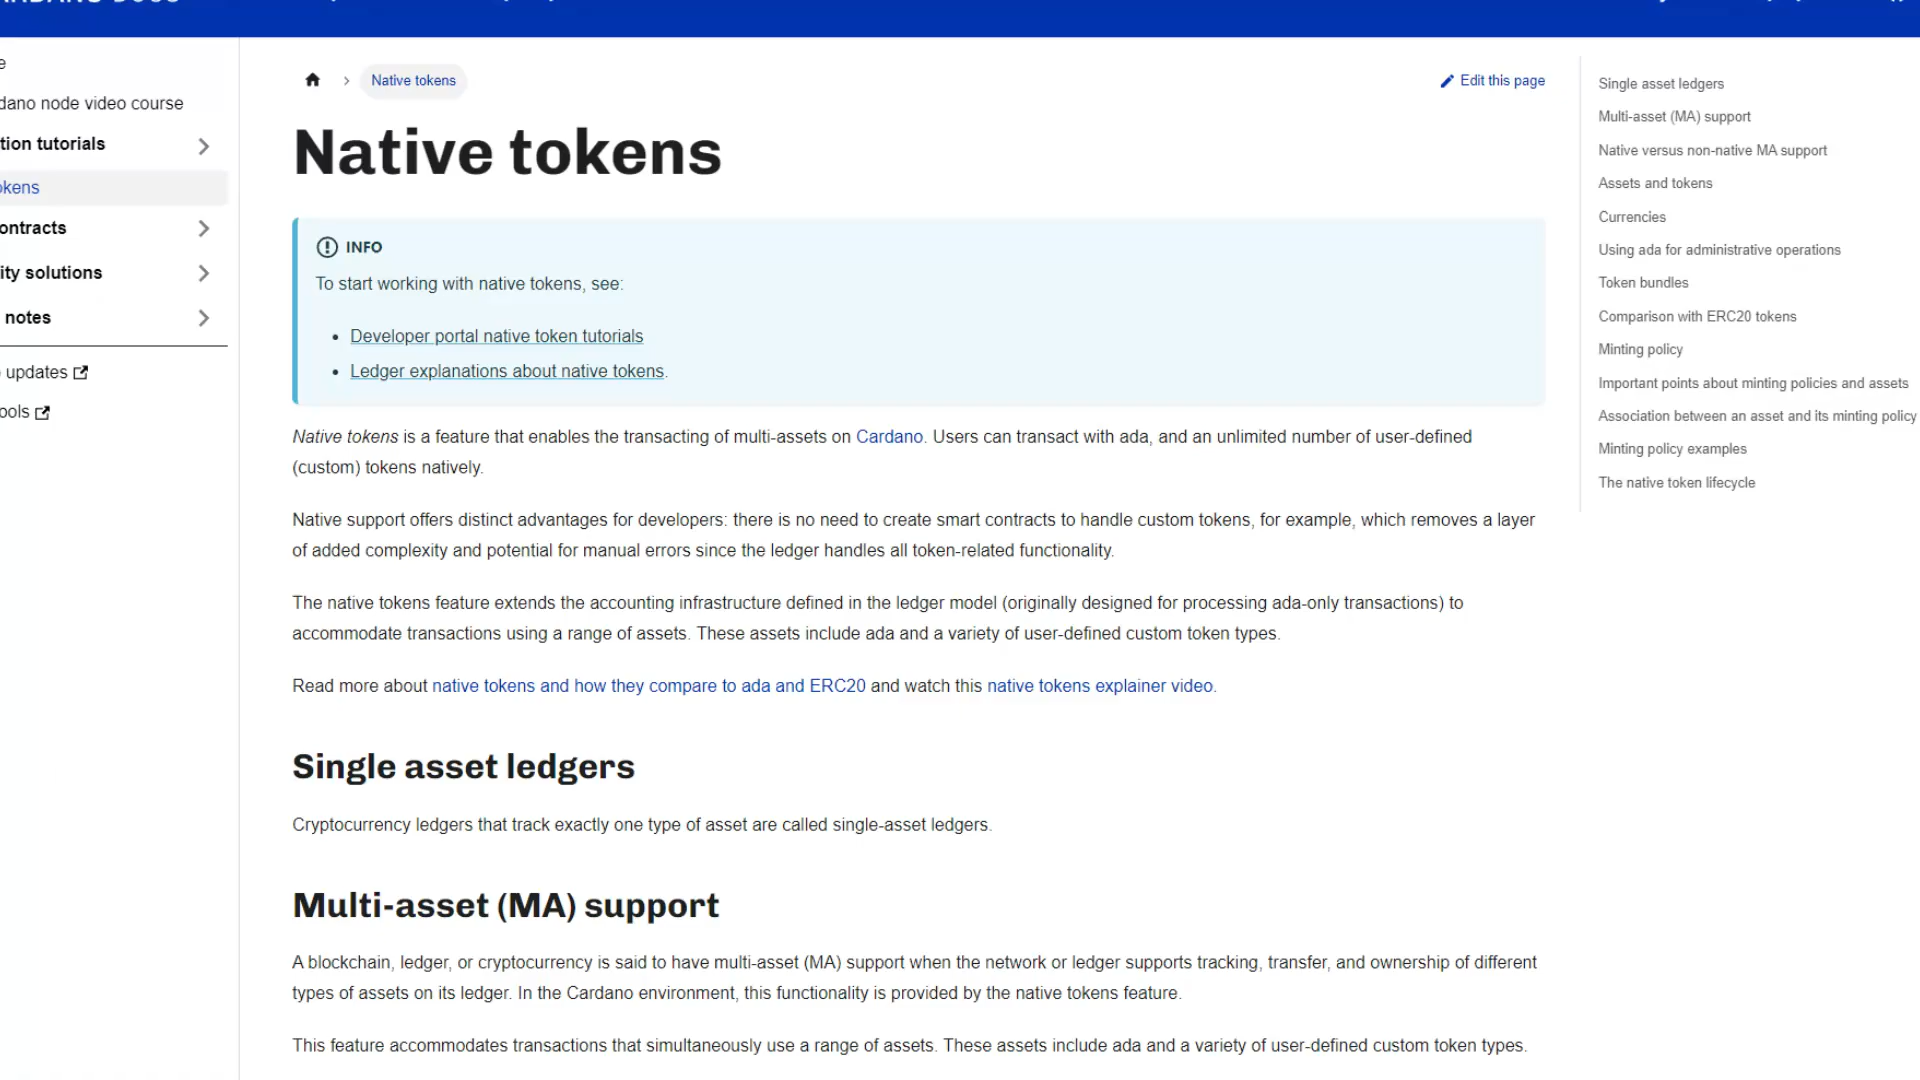 Native tokens
Edit this page
dano node video course
tion tutorials
okens
ontracts
ity solutions
notes
updates
ools
Native tokens
INFO
To start working with native tokens, see:
• Developer portal native token tutorials
• Ledger explanations about native tokens.
Native tokens is a feature that enables the transacting of multi-assets on Cardano. Users can transact with ada, and an unlimited number of user-defined
(custom) tokens natively.
Native support offers distinct advantages for developers: there is no need to create smart contracts to handle custom tokens, for example, which removes a layer
of added complexity and potential for manual errors since the ledger handles all token-related functionality.
The native tokens feature extends the accounting infrastructure defined in the ledger model (originally designed for processing ada-only transactions) to
accommodate transactions using a range of assets. These assets include ada and a variety of user-defined custom token types.
Read more about native tokens and how they compare to ada and ERC20 and watch this native tokens explainer video.
Single asset ledgers
Cryptocurrency ledgers that track exactly one type of asset are called single-asset ledgers.
Multi-asset (MA) support
A blockchain, ledger, or cryptocurrency is said to have multi-asset (MA) support when the network or ledger supports tracking, transfer, and ownership of different
types of assets on its ledger. In the Cardano environment, this functionality is provided by the native tokens feature.
This feature accommodates transactions that simultaneously use a range of assets. These assets include ada and a variety of user-defined custom token types.
Single asset ledgers
Multi-asset (MA) support
Native versus non-native MA support
Assets and tokens
Currencies
Using ada for administrative operations
Token bundles
Comparison with ERC20 tokens
Minting policy
Important points about minting policies and assets
Association between an asset and its minting policy
Minting policy examples
The native token lifecycle